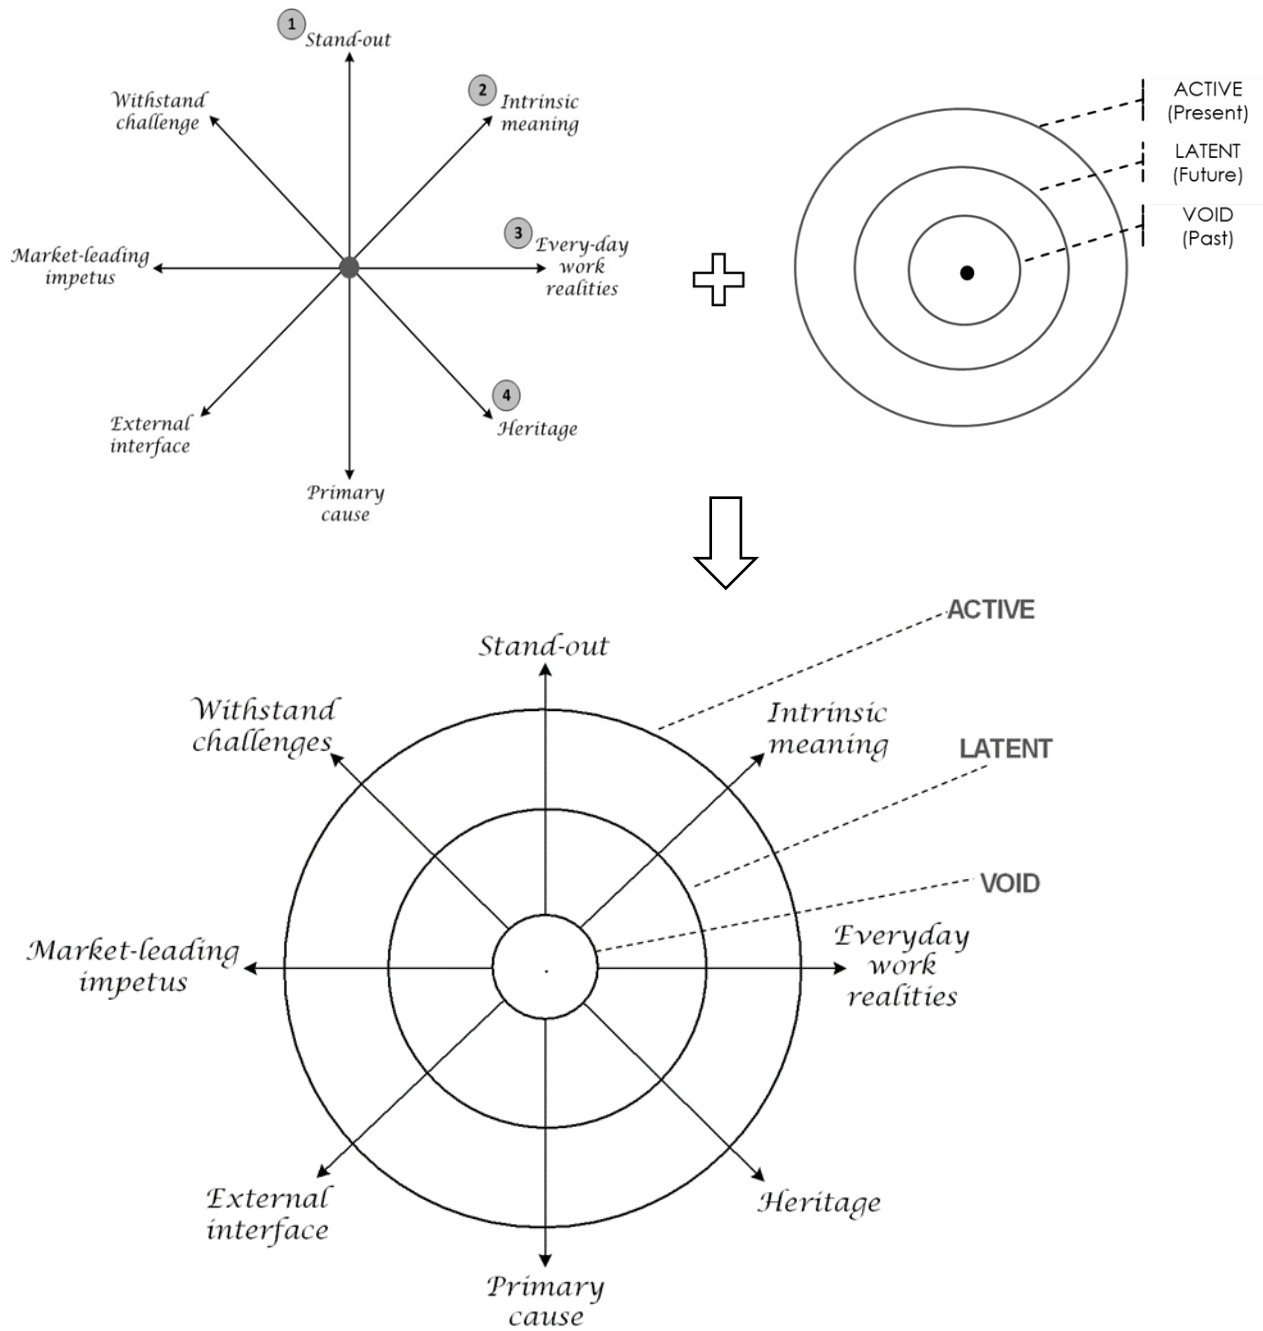 1
Stand-out
2
Intrinsic
meaning
Withstand
challenge
3
Every-day
work
realities
Market-leading
impetus
4
Heritage
External
interface
Primary
cause
ACTIVE
(Present)
LATENT
(Future)
VOID
(Past)
ACTIVE
Stand-out
Withstand
challenges
Intrinsic
meaning
LATENT
VOID
Everyday
work
realities
Market-leading
impetus
External
interface
Heritage
Primary
cause